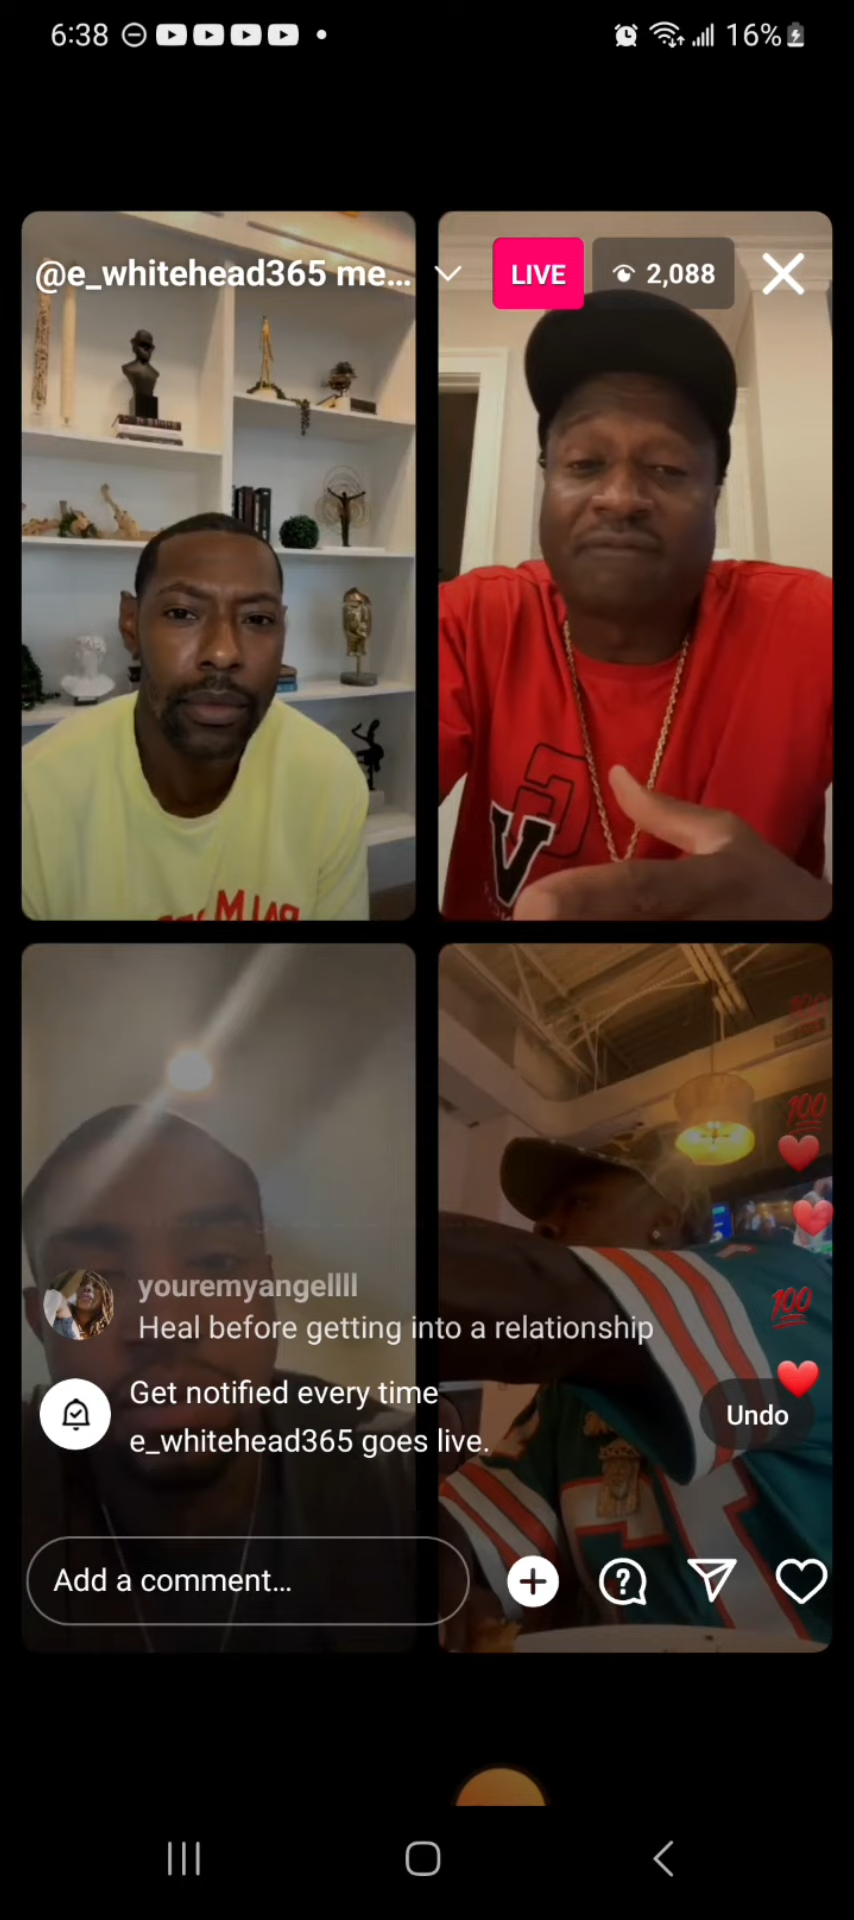 6:38
16%
@e_whitehead365 me...
LIVE
2,088
youremyangellll
Heal before getting into a relationship
Get notified every time
e_whitehead365 goes live.
Undo
Add a comment...